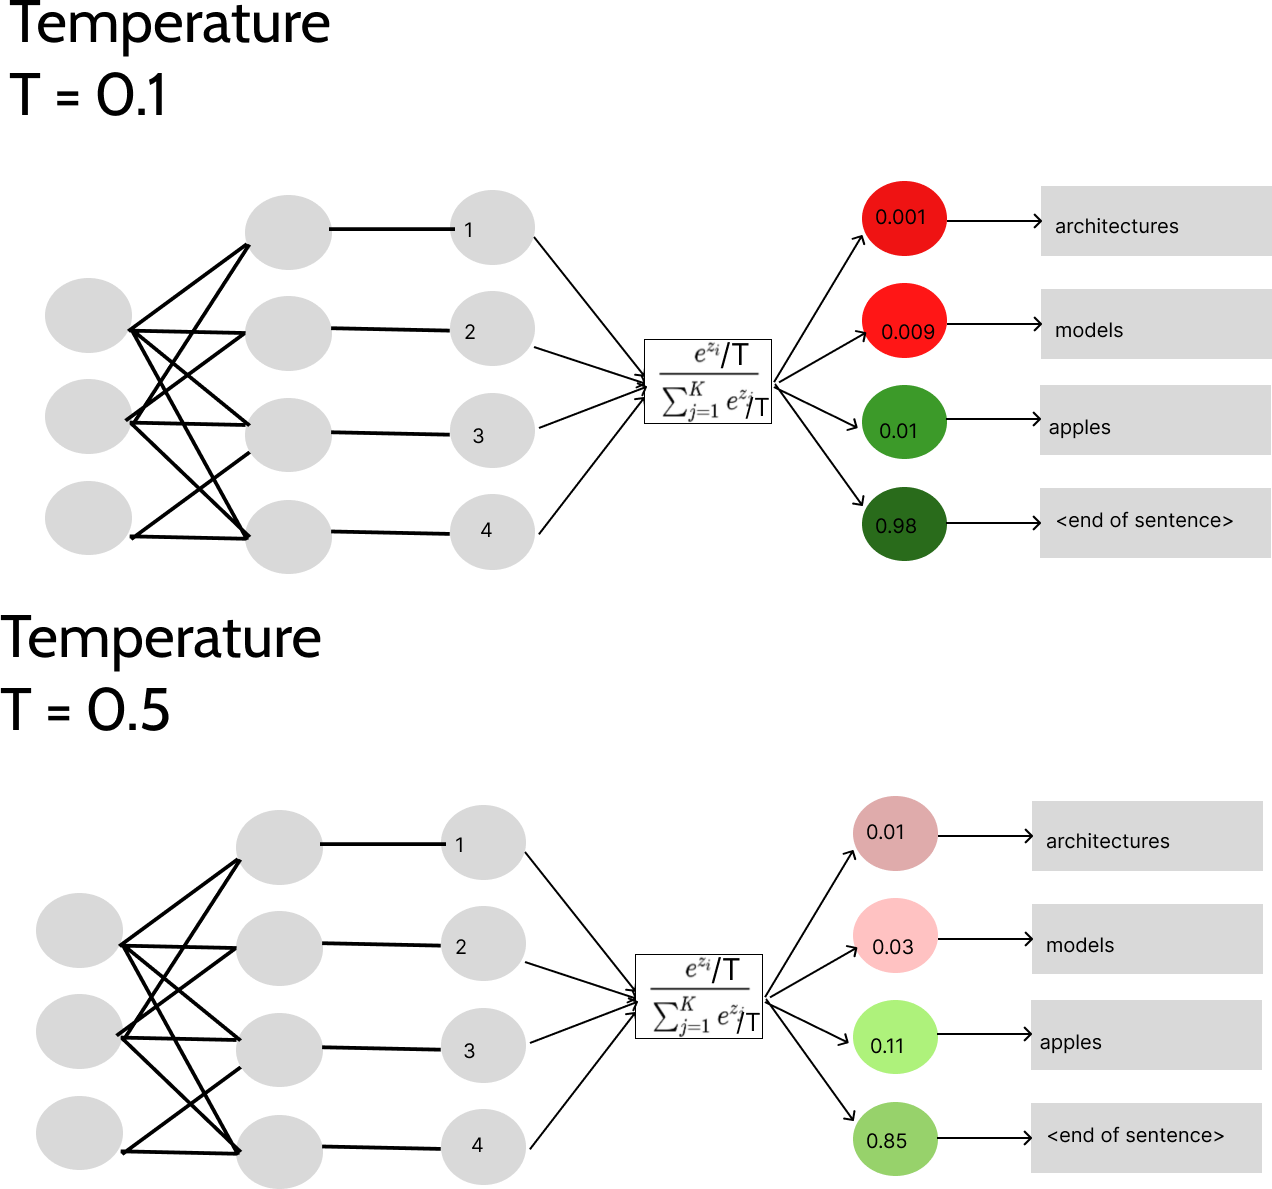 Temperature
T = 0.1
1
0.001
architectures
2
0.009
models
e^{z_i}/T
\sum_{j=1}^{K} e^{z_j}/T
3
0.01
apples
4
0.98
<end of sentence>
Temperature
T = 0.5
1
0.01
architectures
2
0.03
models
e^{z_i}/T
\sum_{j=1}^{K} e^{z_j}/T
3
0.11
apples
4
0.85
<end of sentence>